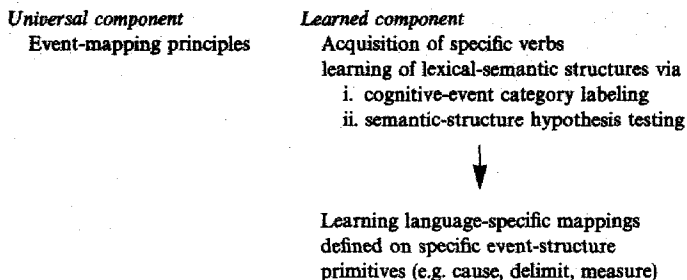 Universal component
Event-mapping principles
Learned component
Acquisition of specific verbs
learning of lexical-semantic structures via
i. cognitive-event category labeling
ii. semantic-structure hypothesis testing
Learning language-specific mappings
defined on specific event-structure
primitives (e.g. cause, delimit, measure)